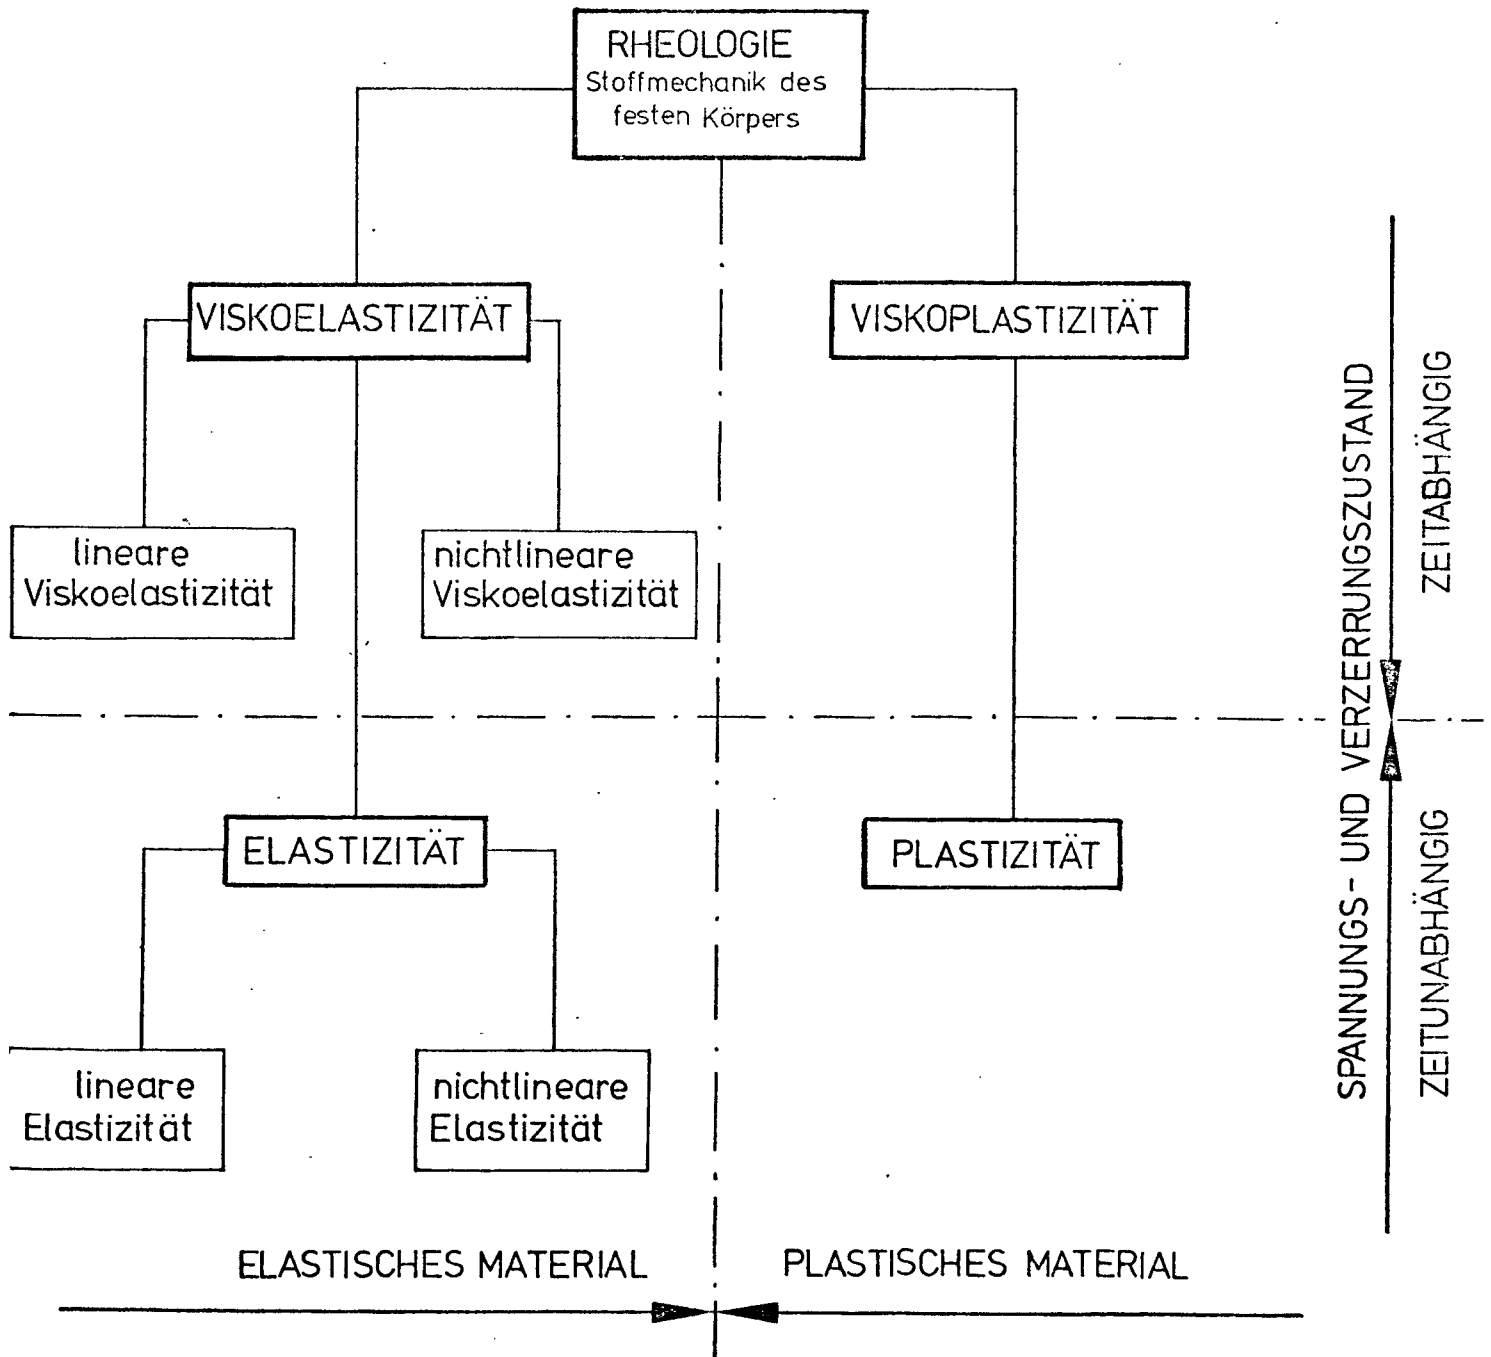 RHEOLOGIE
Stoffmechanik des
festen Körpers
VISKOELASTIZITÄT
VISKOPLASTIZITÄT
lineare
Viskoelastizität
nichtlineare
Viskoelastizität
ELASTIZITÄT
PLASTIZITÄT
lineare
Elastizität
nichtlineare
Elastizität
SPANNUNGS- UND VERZERRUNGSZUSTAND
ZEITABHÄNGIG
ZEITUNABHÄNGIG
ELASTISCHES MATERIAL
PLASTISCHES MATERIAL